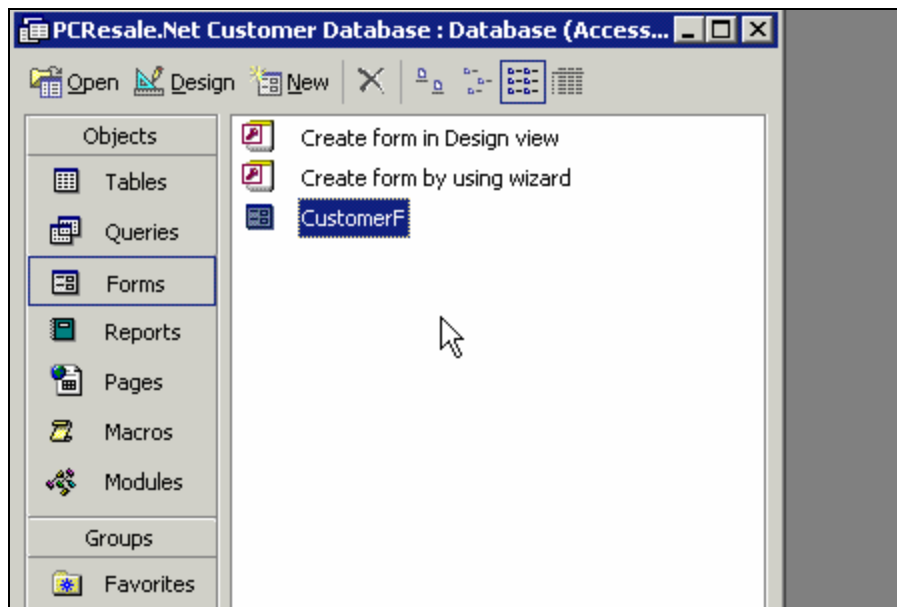 PCResale.Net Customer Database : Database (Access...
Open Design New
Objects
Tables
Queries
Forms
Reports
Pages
Macros
Modules
Groups
Favorites
Create form in Design view
Create form by using wizard
CustomerF